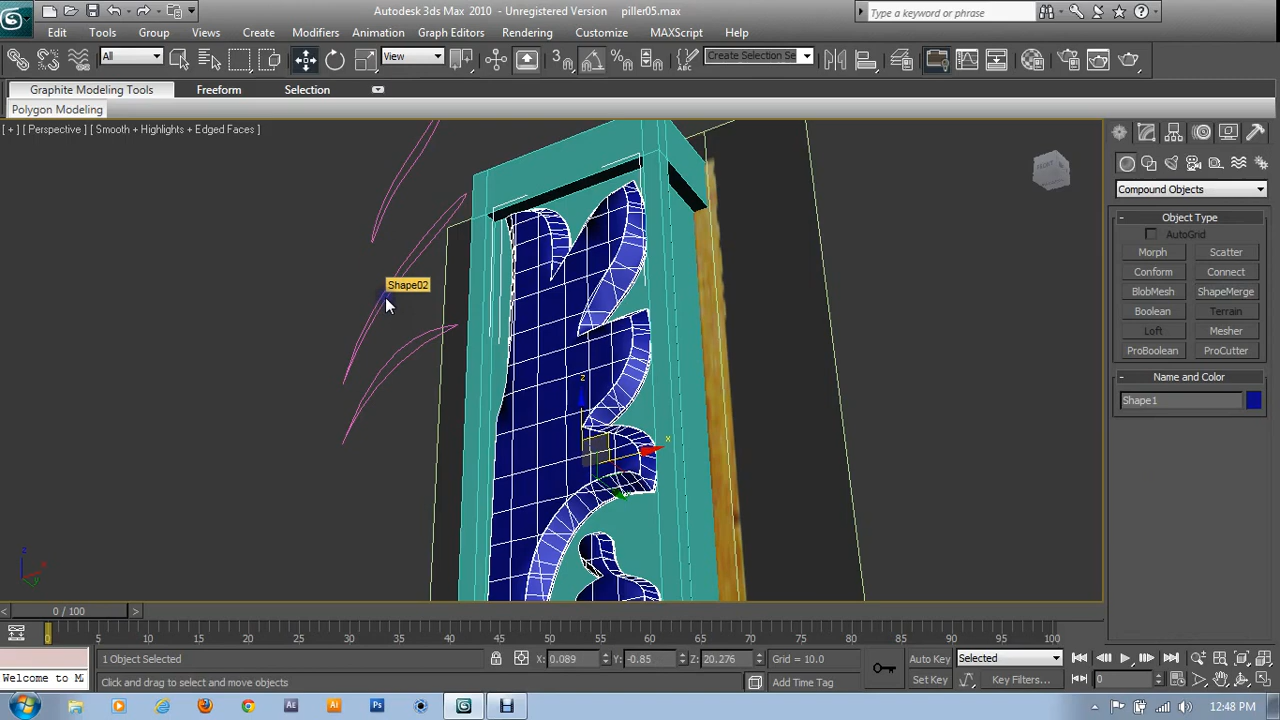 Autodesk 3ds Max 2010 - Unregistered Version piller05.max
Type a keyword or phrase
Edit Tools Group Views Create Modifiers Animation Graph Editors Rendering Customize MAXScript Help
All
View
Create Selection Se
Graphite Modeling Tools Freeform Selection
Polygon Modeling
[ + ] [ Perspective ] [ Smooth + Highlights + Edged Faces ]
Compound Objects
- Object Type
AutoGrid
Morph Scatter
Conform Connect
BlobMesh ShapeMerge
Boolean Terrain
Loft Mesher
ProBoolean ProCutter
- Name and Color
Shape1
Shape02
z
x
z
x
y
0 / 100
0 5 10 15 20 25 30 35 40 45 50 55 60 65 70 75 80 85 90 95 100
1 Object Selected
X: 0.089 Y: -0.85 Z: 20.276 Grid = 10.0
Auto Key Selected
Welcome to M
Click and drag to select and move objects
Add Time Tag
Set Key Key Filters...
0
12:48 PM